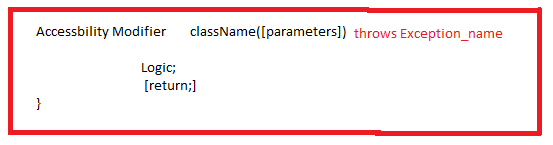 Accessbility Modifier className([parameters]) throws Exception_name
Logic;
[return;]
}